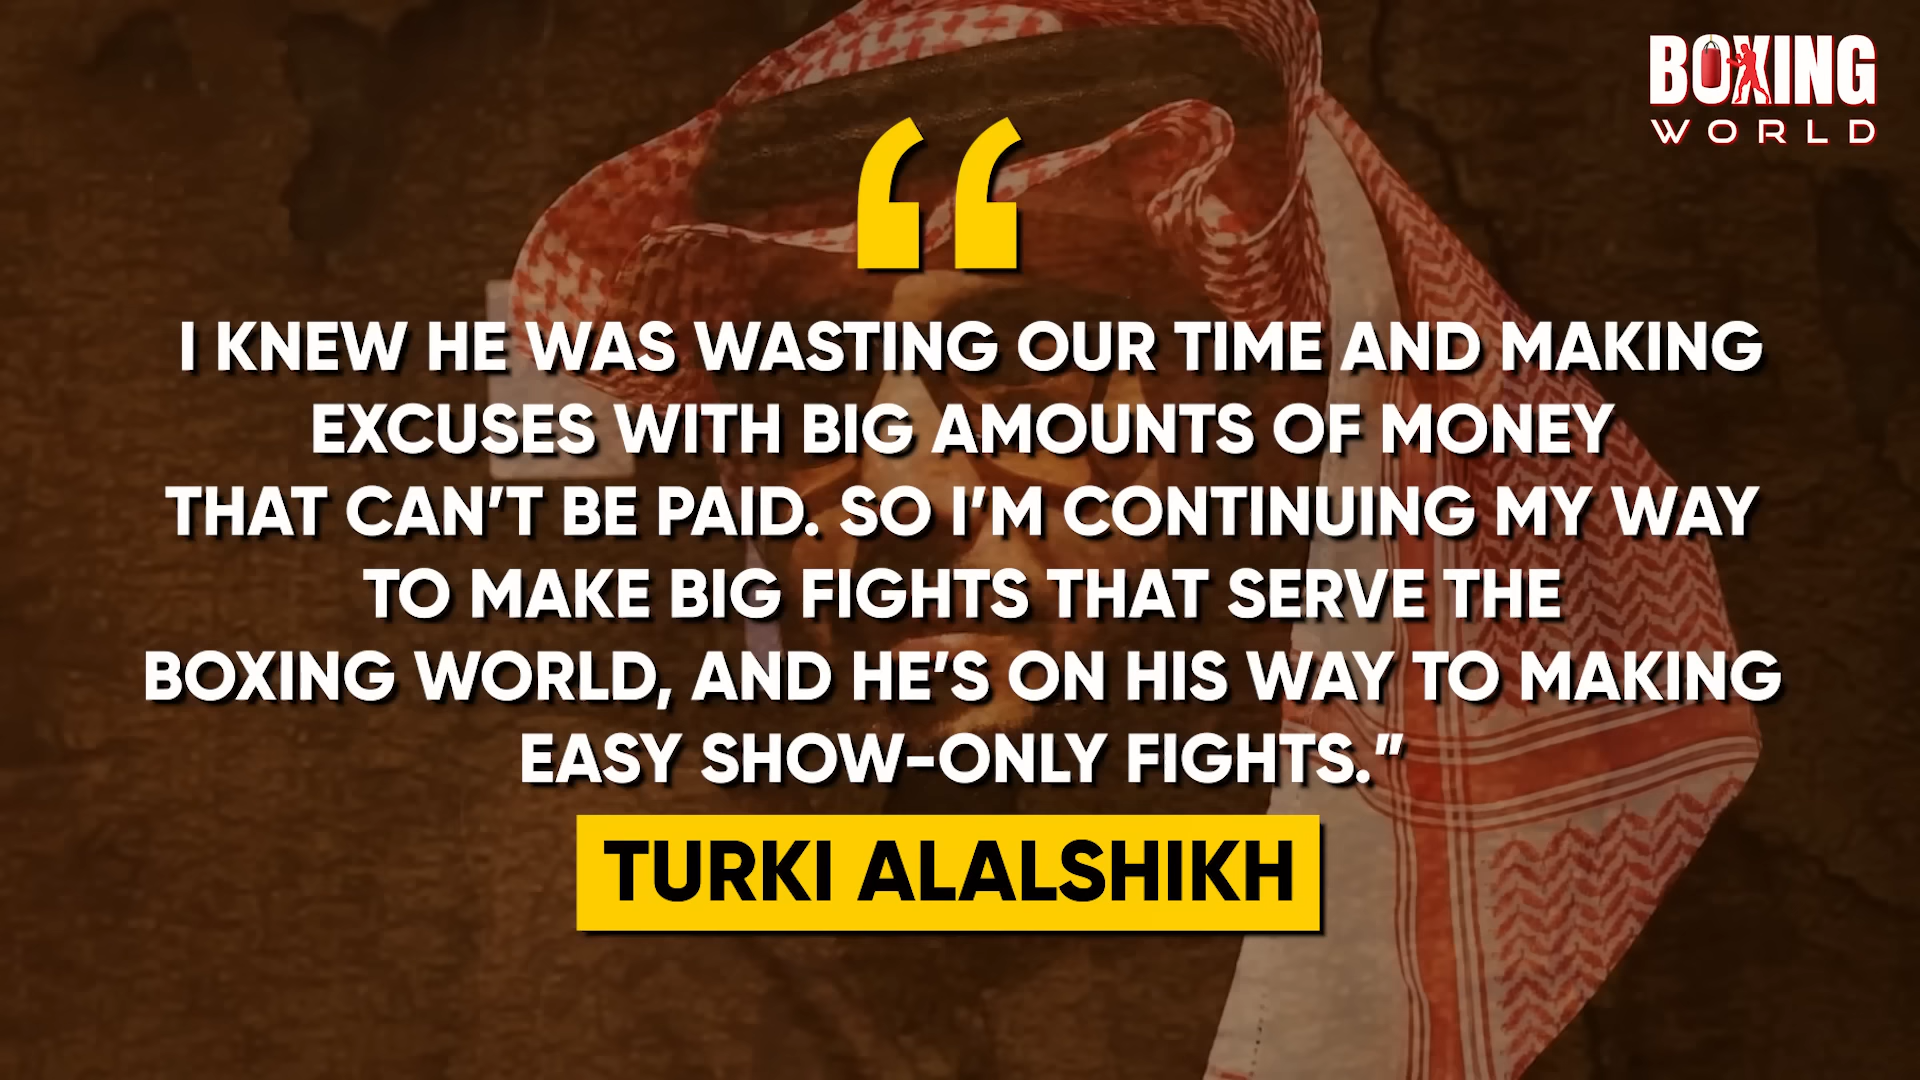 BOXING
WORLD
“
I KNEW HE WAS WASTING OUR TIME AND MAKING
EXCUSES WITH BIG AMOUNTS OF MONEY
THAT CAN’T BE PAID. SO I’M CONTINUING MY WAY
TO MAKE BIG FIGHTS THAT SERVE THE
BOXING WORLD, AND HE’S ON HIS WAY TO MAKING
EASY SHOW-ONLY FIGHTS.”
TURKI ALALSHIKH